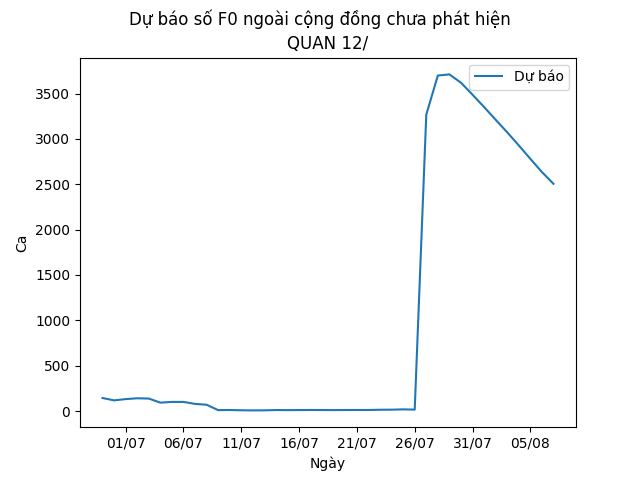 Dự báo số F0 ngoài cộng đồng chưa phát hiện
QUAN 12/
Dự báo
Ca
3500
3000
2500
2000
1500
1000
500
0
01/07 06/07 11/07 16/07 21/07 26/07 31/07 05/08
Ngày